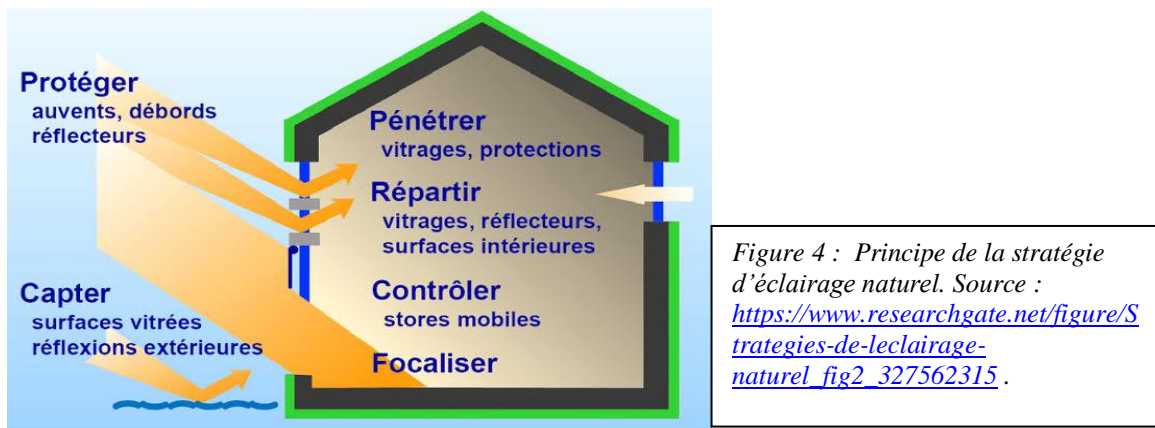 Protéger
auvents, débords
réflecteurs
Capter
surfaces vitrées
réflexions extérieures
Pénétrer
vitrages, protections
Répartir
vitrages, réflecteurs,
surfaces intérieures
Contrôler
stores mobiles
Focaliser
Figure 4 : Principe de la stratégie
d’éclairage naturel. Source :
https://www.researchgate.net/figure/S
trategies-de-leclairage-
naturel_fig2_327562315 .